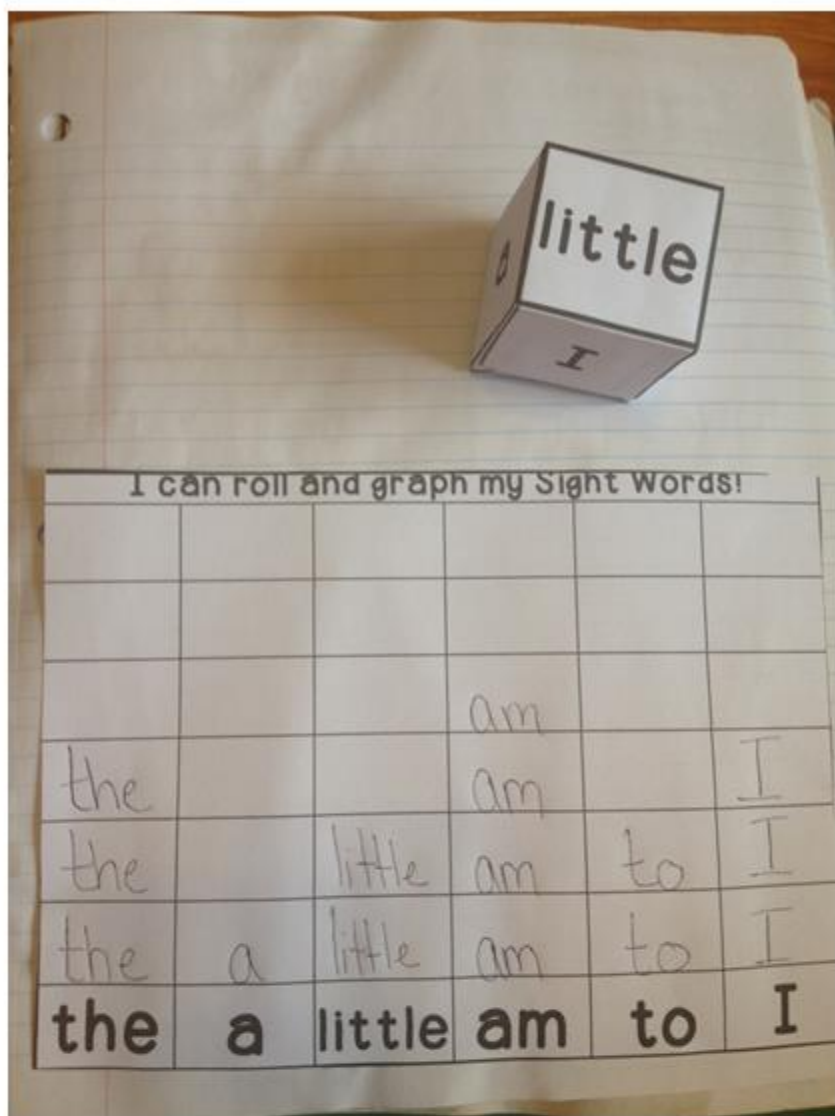 little
a
I
I can roll and graph my Sight Words!
am
the am I
the little am to I
the a little am to I
the a little am to I